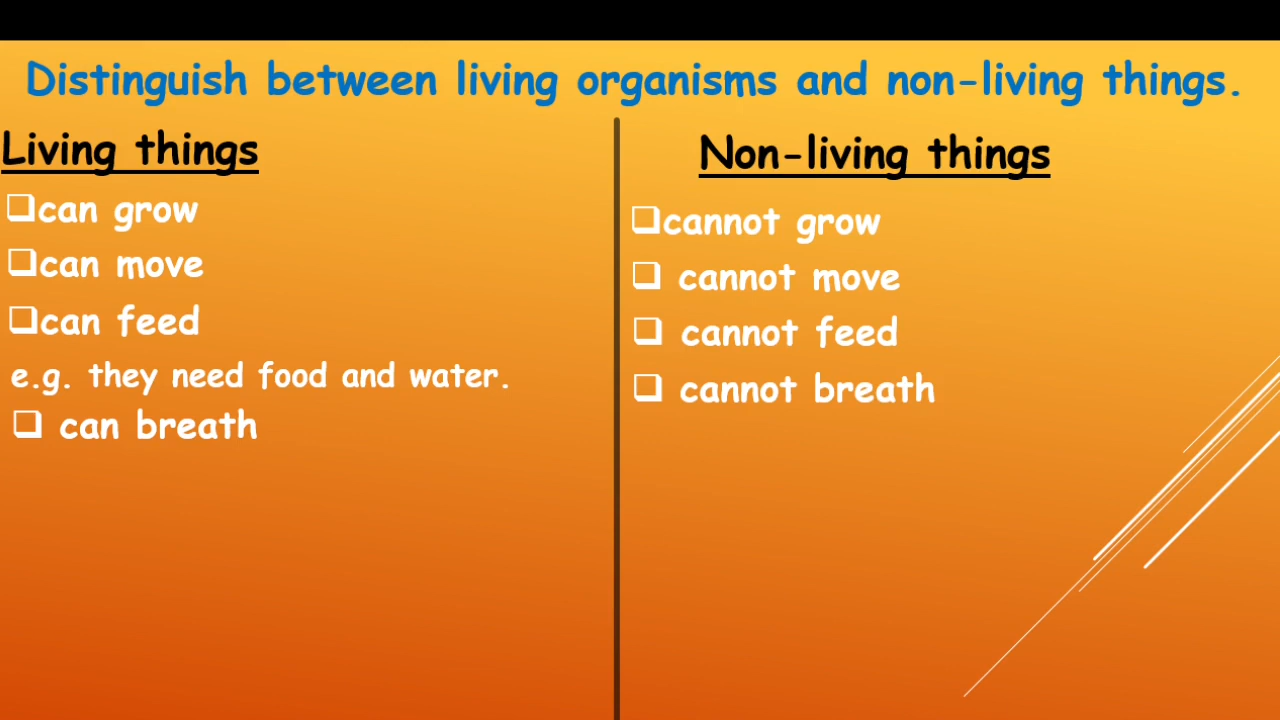 Distinguish between living organisms and non-living things.
Living things
❑can grow
❑can move
❑can feed
e.g. they need food and water.
❑ can breath
Non-living things
❑cannot grow
❑ cannot move
❑ cannot feed
❑ cannot breath